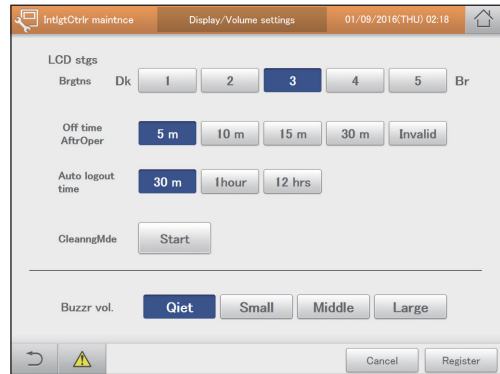 IntlgtCtrlr maintnce Display/Volume settings 01/09/2016(THU) 02:18
LCD stgs
Brgtns Dk 1 2 3 4 5 Br
Off time
AftrOper 5 m 10 m 15 m 30 m Invalid
Auto logout
time 30 m 1hour 12 hrs
CleanngMde Start
Buzzr vol. Qiet Small Middle Large
Cancel Register